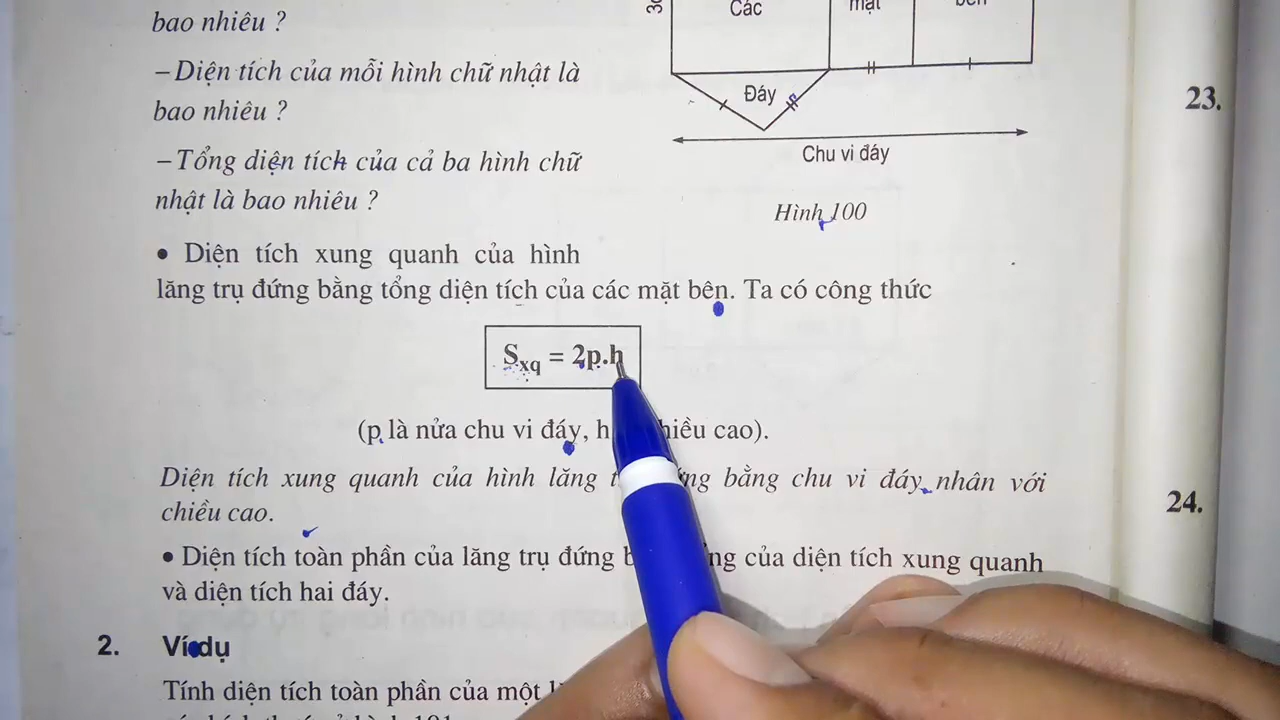 bao nhiêu ?
– Diện tích của mỗi hình chữ nhật là
bao nhiêu ?
– Tổng diện tích của cả ba hình chữ
nhật là bao nhiêu ?
Các mặt bên
Đáy
Chu vi đáy
Hình 100
• Diện tích xung quanh của hình
lăng trụ đứng bằng tổng diện tích của các mặt bên. Ta có công thức
Sxq = 2p.h
(p là nửa chu vi đáy, h chiều cao).
Diện tích xung quanh của hình lăng bằng chu vi đáy nhân với
chiều cao.
• Diện tích toàn phần của lăng trụ đứng của diện tích xung quanh
và diện tích hai đáy.
2. Ví dụ
Tính diện tích toàn phần của một
23.
24.